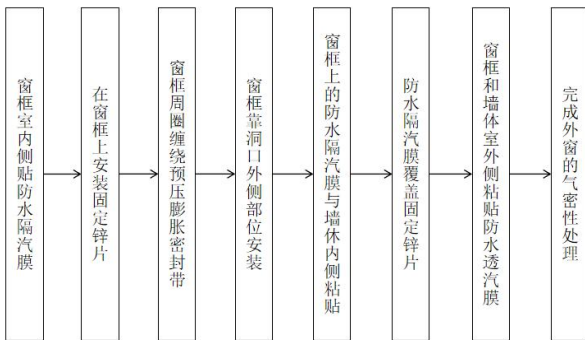 窗框室内侧贴防水隔汽膜
在窗框上安装固定锌片
窗框周圈缠绕预压膨胀密封带
窗框靠洞口外侧部位安装
窗框上的防水隔汽膜与墙休内侧粘贴
防水隔汽膜覆盖固定锌片
窗框和墙体室外侧粘贴防水透汽膜
完成外窗的气密性处理